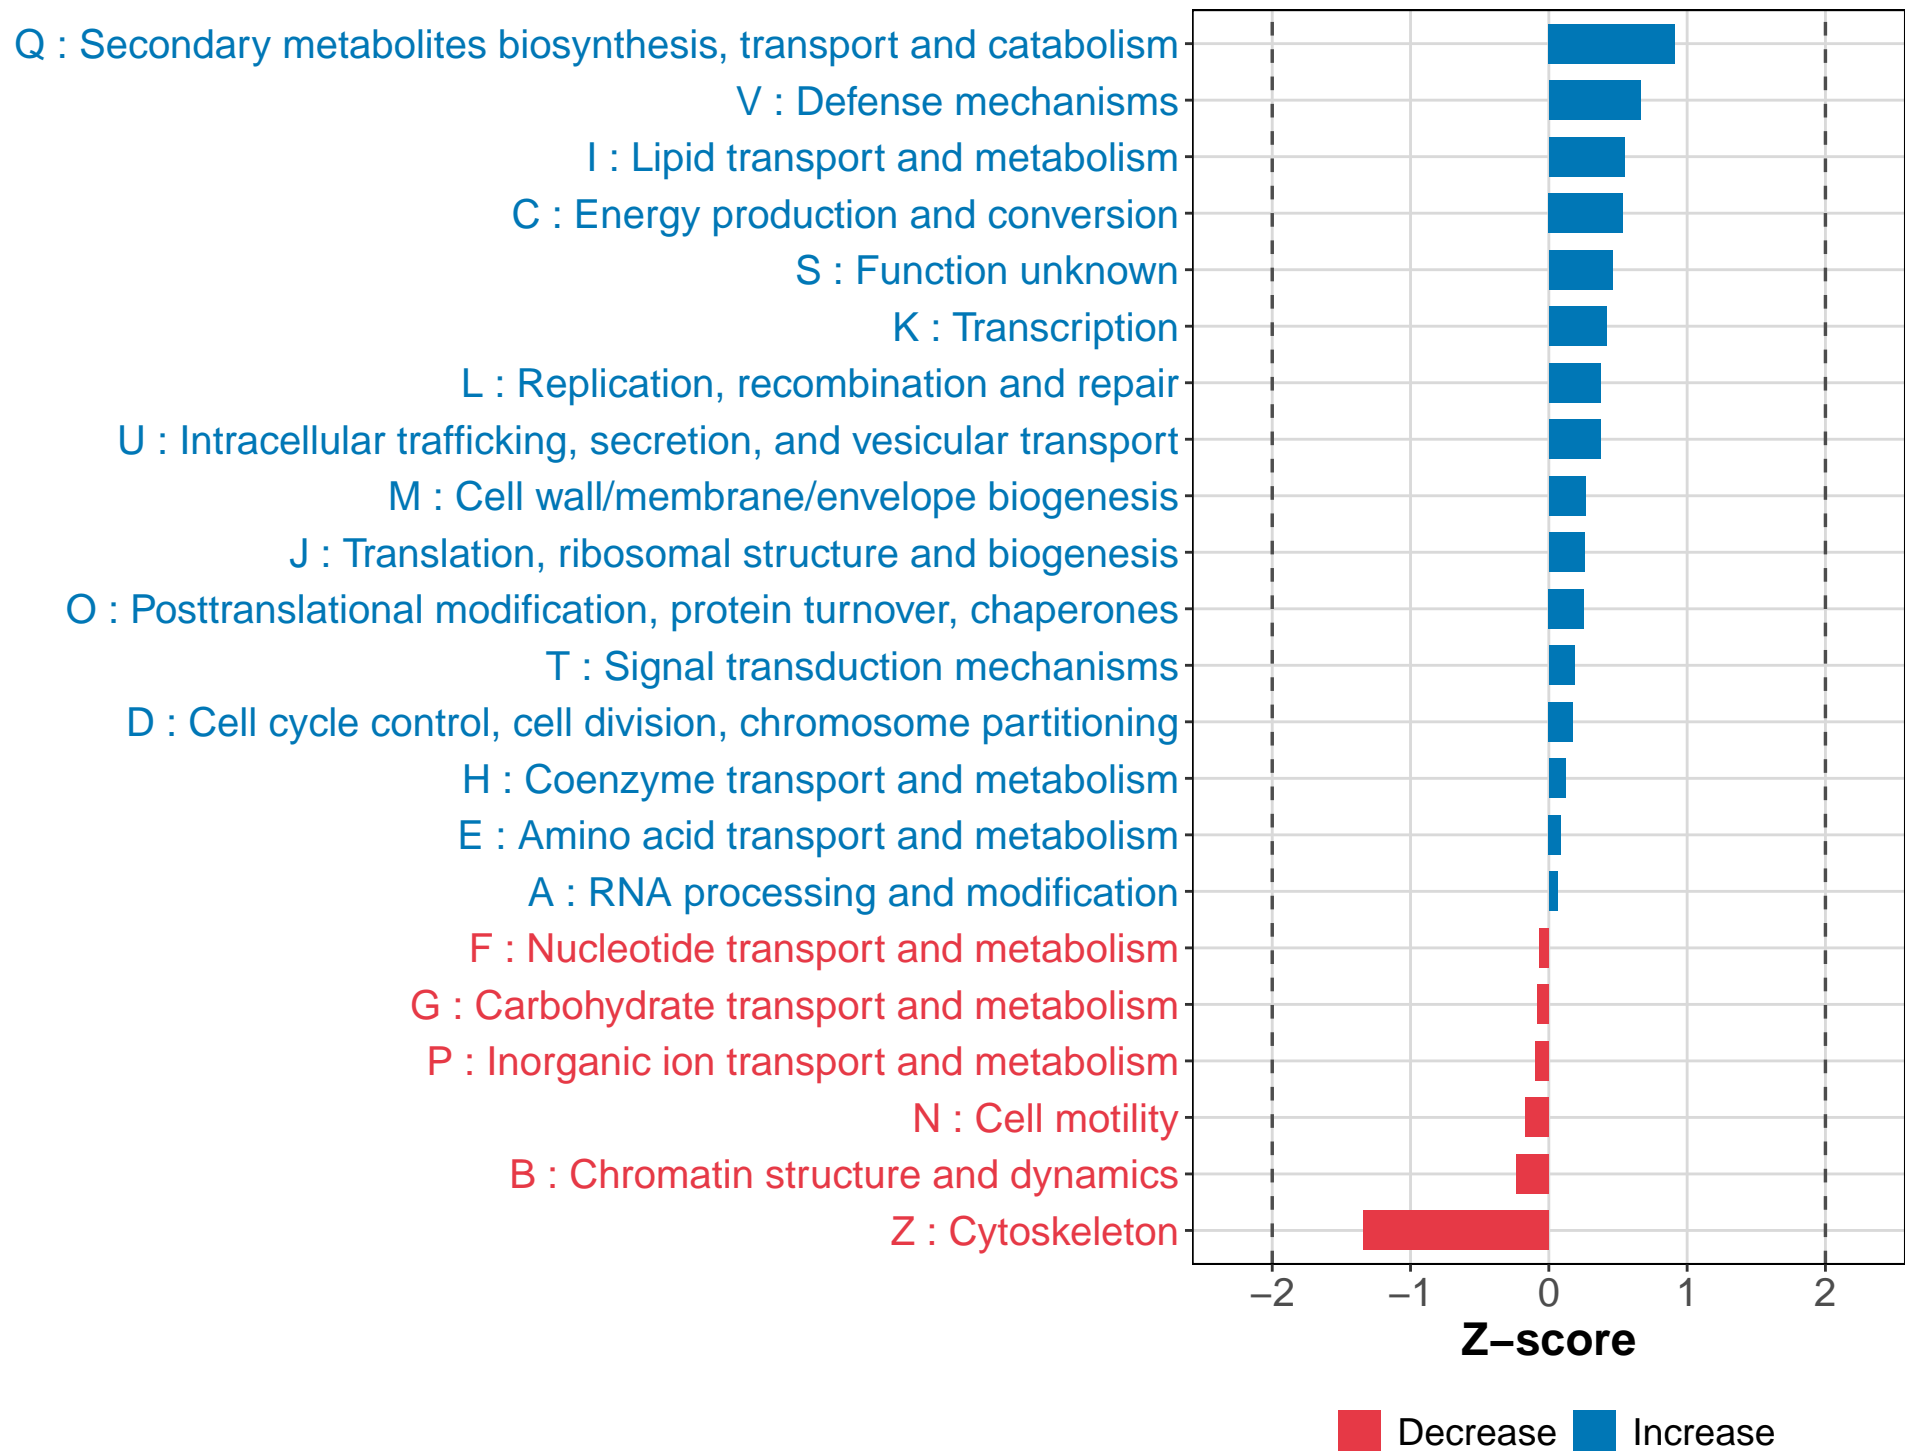 Q : Secondary metabolites biosynthesis, transport and catabolism
V : Defense mechanisms
I : Lipid transport and metabolism
C : Energy production and conversion
S : Function unknown
K : Transcription
L : Replication, recombination and repair
U : Intracellular trafficking, secretion, and vesicular transport
M : Cell wall/membrane/envelope biogenesis
J : Translation, ribosomal structure and biogenesis
O : Posttranslational modification, protein turnover, chaperones
T : Signal transduction mechanisms
D : Cell cycle control, cell division, chromosome partitioning
H : Coenzyme transport and metabolism
E : Amino acid transport and metabolism
A : RNA processing and modification
F : Nucleotide transport and metabolism
G : Carbohydrate transport and metabolism
P : Inorganic ion transport and metabolism
N : Cell motility
B : Chromatin structure and dynamics
Z : Cytoskeleton
−2 −1 0 1 2
Z−score
Decrease Increase